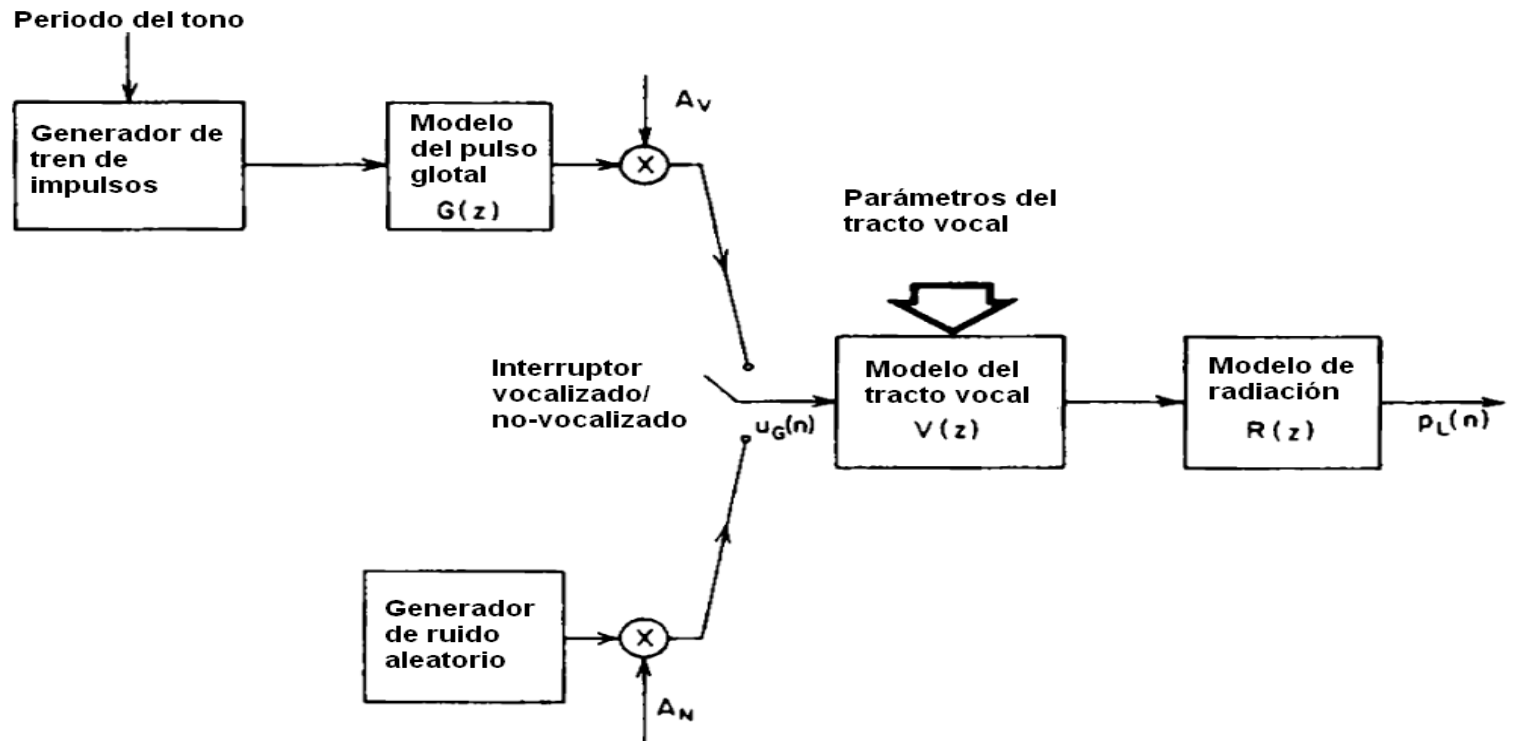 Periodo del tono
Generador de
tren de
impulsos
Modelo
del pulso
glotal
G(z)
A_V
X
Parámetros del
tracto vocal
Interruptor
vocalizado/
no-vocalizado
u_G(n)
Modelo del
tracto vocal
V(z)
Modelo de
radiación
R(z)
p_L(n)
Generador
de ruido
aleatorio
X
A_N